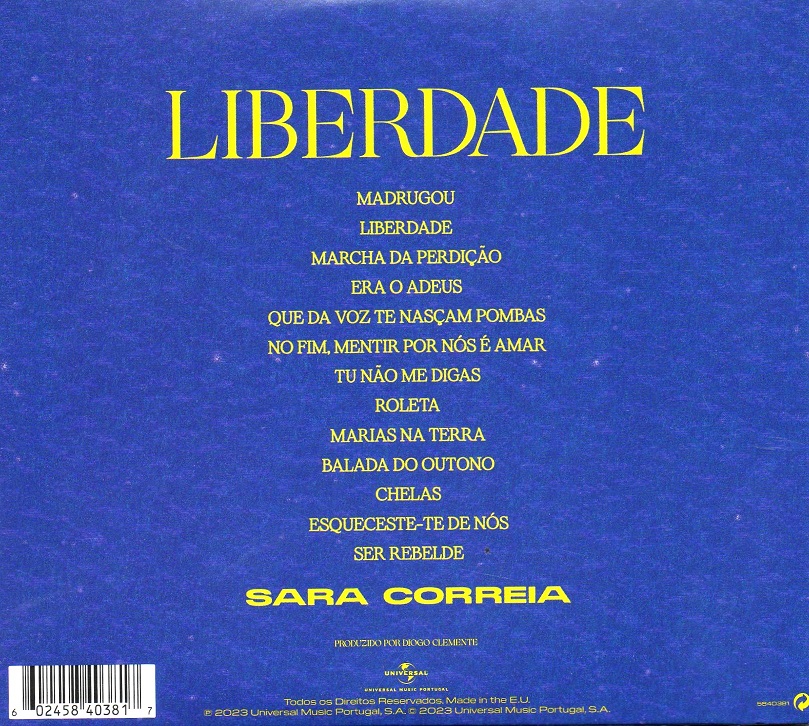 LIBERDADE
MADRUGOU
LIBERDADE
MARCHA DA PERDIÇÃO
ERA O ADEUS
QUE DA VOZ TE NASÇAM POMBAS
NO FIM, MENTIR POR NÓS É AMAR
TU NÃO ME DIGAS
ROLETA
MARIAS NA TERRA
BALADA DO OUTONO
CHELAS
ESQUECESTE-TE DE NÓS
SER REBELDE
SARA CORREIA
PRODUZIDO POR DIOGO CLEMENTE
UNIVERSAL
UNIVERSAL MUSIC PORTUGAL
Todos os Direitos Reservados. Made in the E.U.
℗ 2023 Universal Music Portugal, S.A. © 2023 Universal Music Portugal, S.A.
6 02458 40381 7
5840381